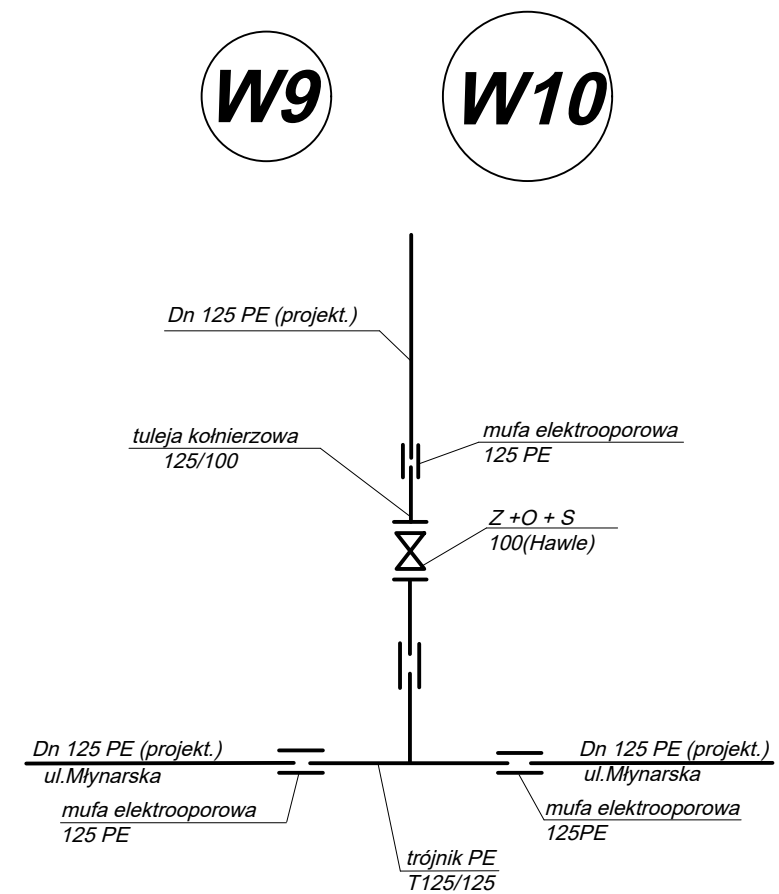 W9
W10
Dn 125 PE (projekt.)
tuleja kołnierzowa
125/100
mufa elektrooporowa
125 PE
Z +O + S
100(Hawle)
Dn 125 PE (projekt.)
ul.Młynarska
Dn 125 PE (projekt.)
ul.Młynarska
mufa elektrooporowa
125 PE
mufa elektrooporowa
125PE
trójnik PE
T125/125